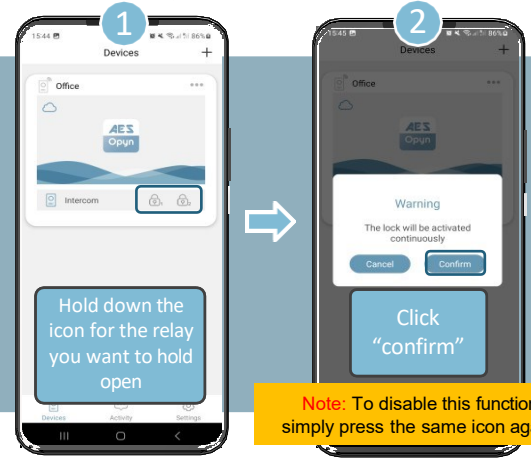 1
15:44
86%
Devices
+
Office
AES
Opyn
Intercom
Hold down the
icon for the relay
you want to hold
open
Devices
Activity
Settings
2
15:45
86%
Devices
+
Office
AES
Opyn
Warning
The lock will be activated
continuously
Cancel
Confirm
Click
“confirm”
Note: To disable this function
simply press the same icon aga